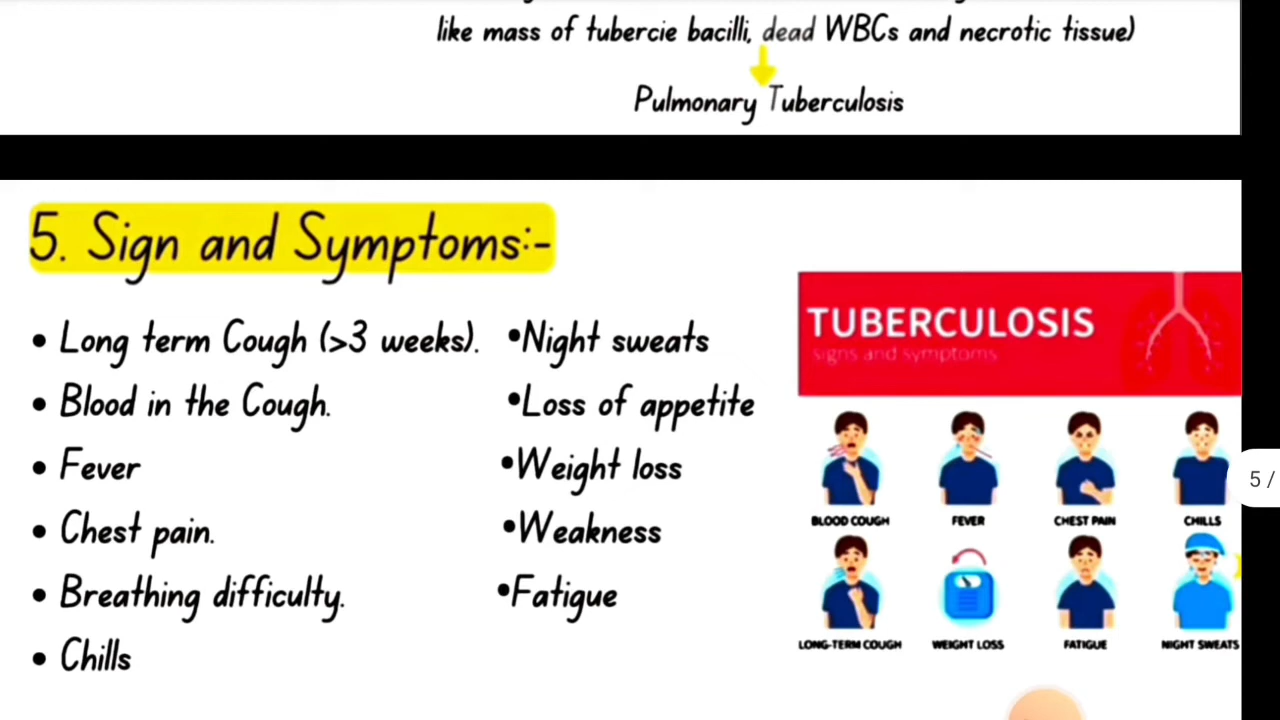 like mass of tubercie bacilli, dead WBCs and necrotic tissue)
Pulmonary Tuberculosis
5. Sign and Symptoms:-
• Long term Cough (>3 weeks).
• Blood in the Cough.
• Fever
• Chest pain.
• Breathing difficulty.
• Chills
•Night sweats
•Loss of appetite
•Weight loss
•Weakness
•Fatigue
TUBERCULOSIS
signs and symptoms
BLOOD COUGH FEVER CHEST PAIN CHILLS
LONG-TERM COUGH WEIGHT LOSS FATIGUE NIGHT SWEATS
5 /